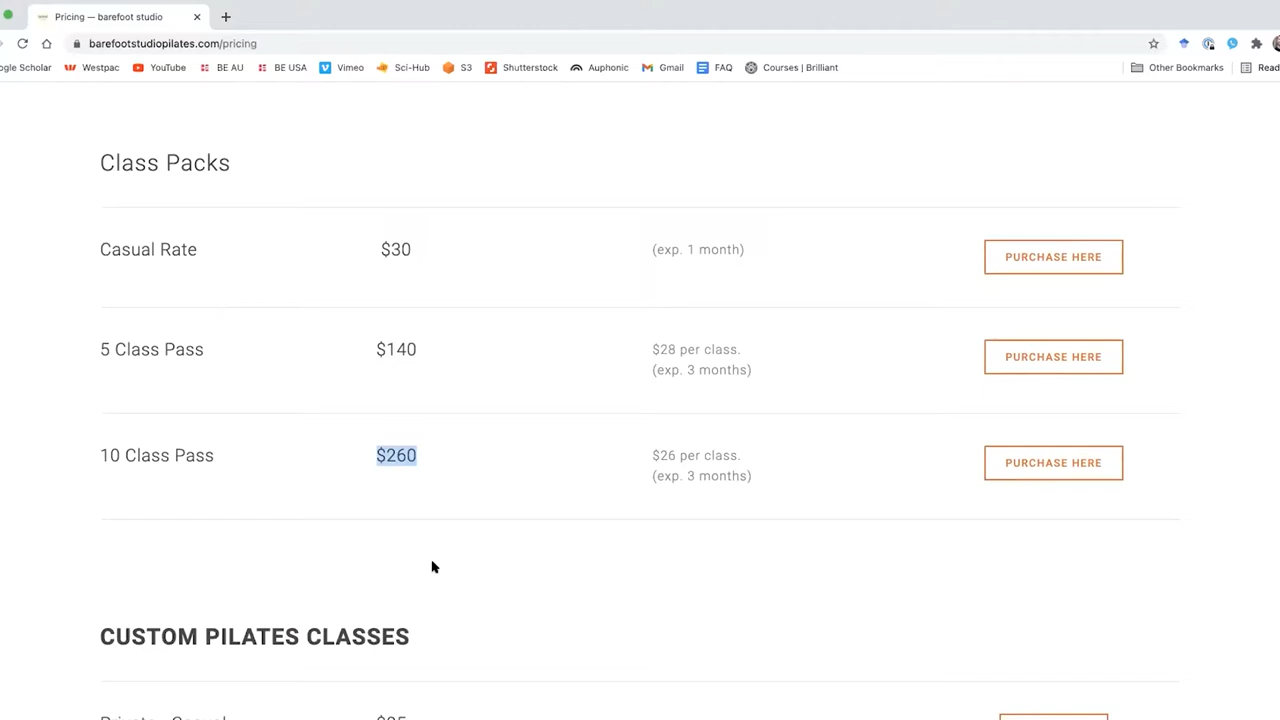 Pricing — barefoot studio
barefootstudiopilates.com/pricing
ogle Scholar Westpac YouTube BE AU BE USA Vimeo Sci-Hub S3 Shutterstock Auphonic Gmail FAQ Courses | Brilliant Other Bookmarks Read
Class Packs
Casual Rate $30 (exp. 1 month) PURCHASE HERE
5 Class Pass $140 $28 per class. PURCHASE HERE
(exp. 3 months)
10 Class Pass $260 $26 per class. PURCHASE HERE
(exp. 3 months)
CUSTOM PILATES CLASSES